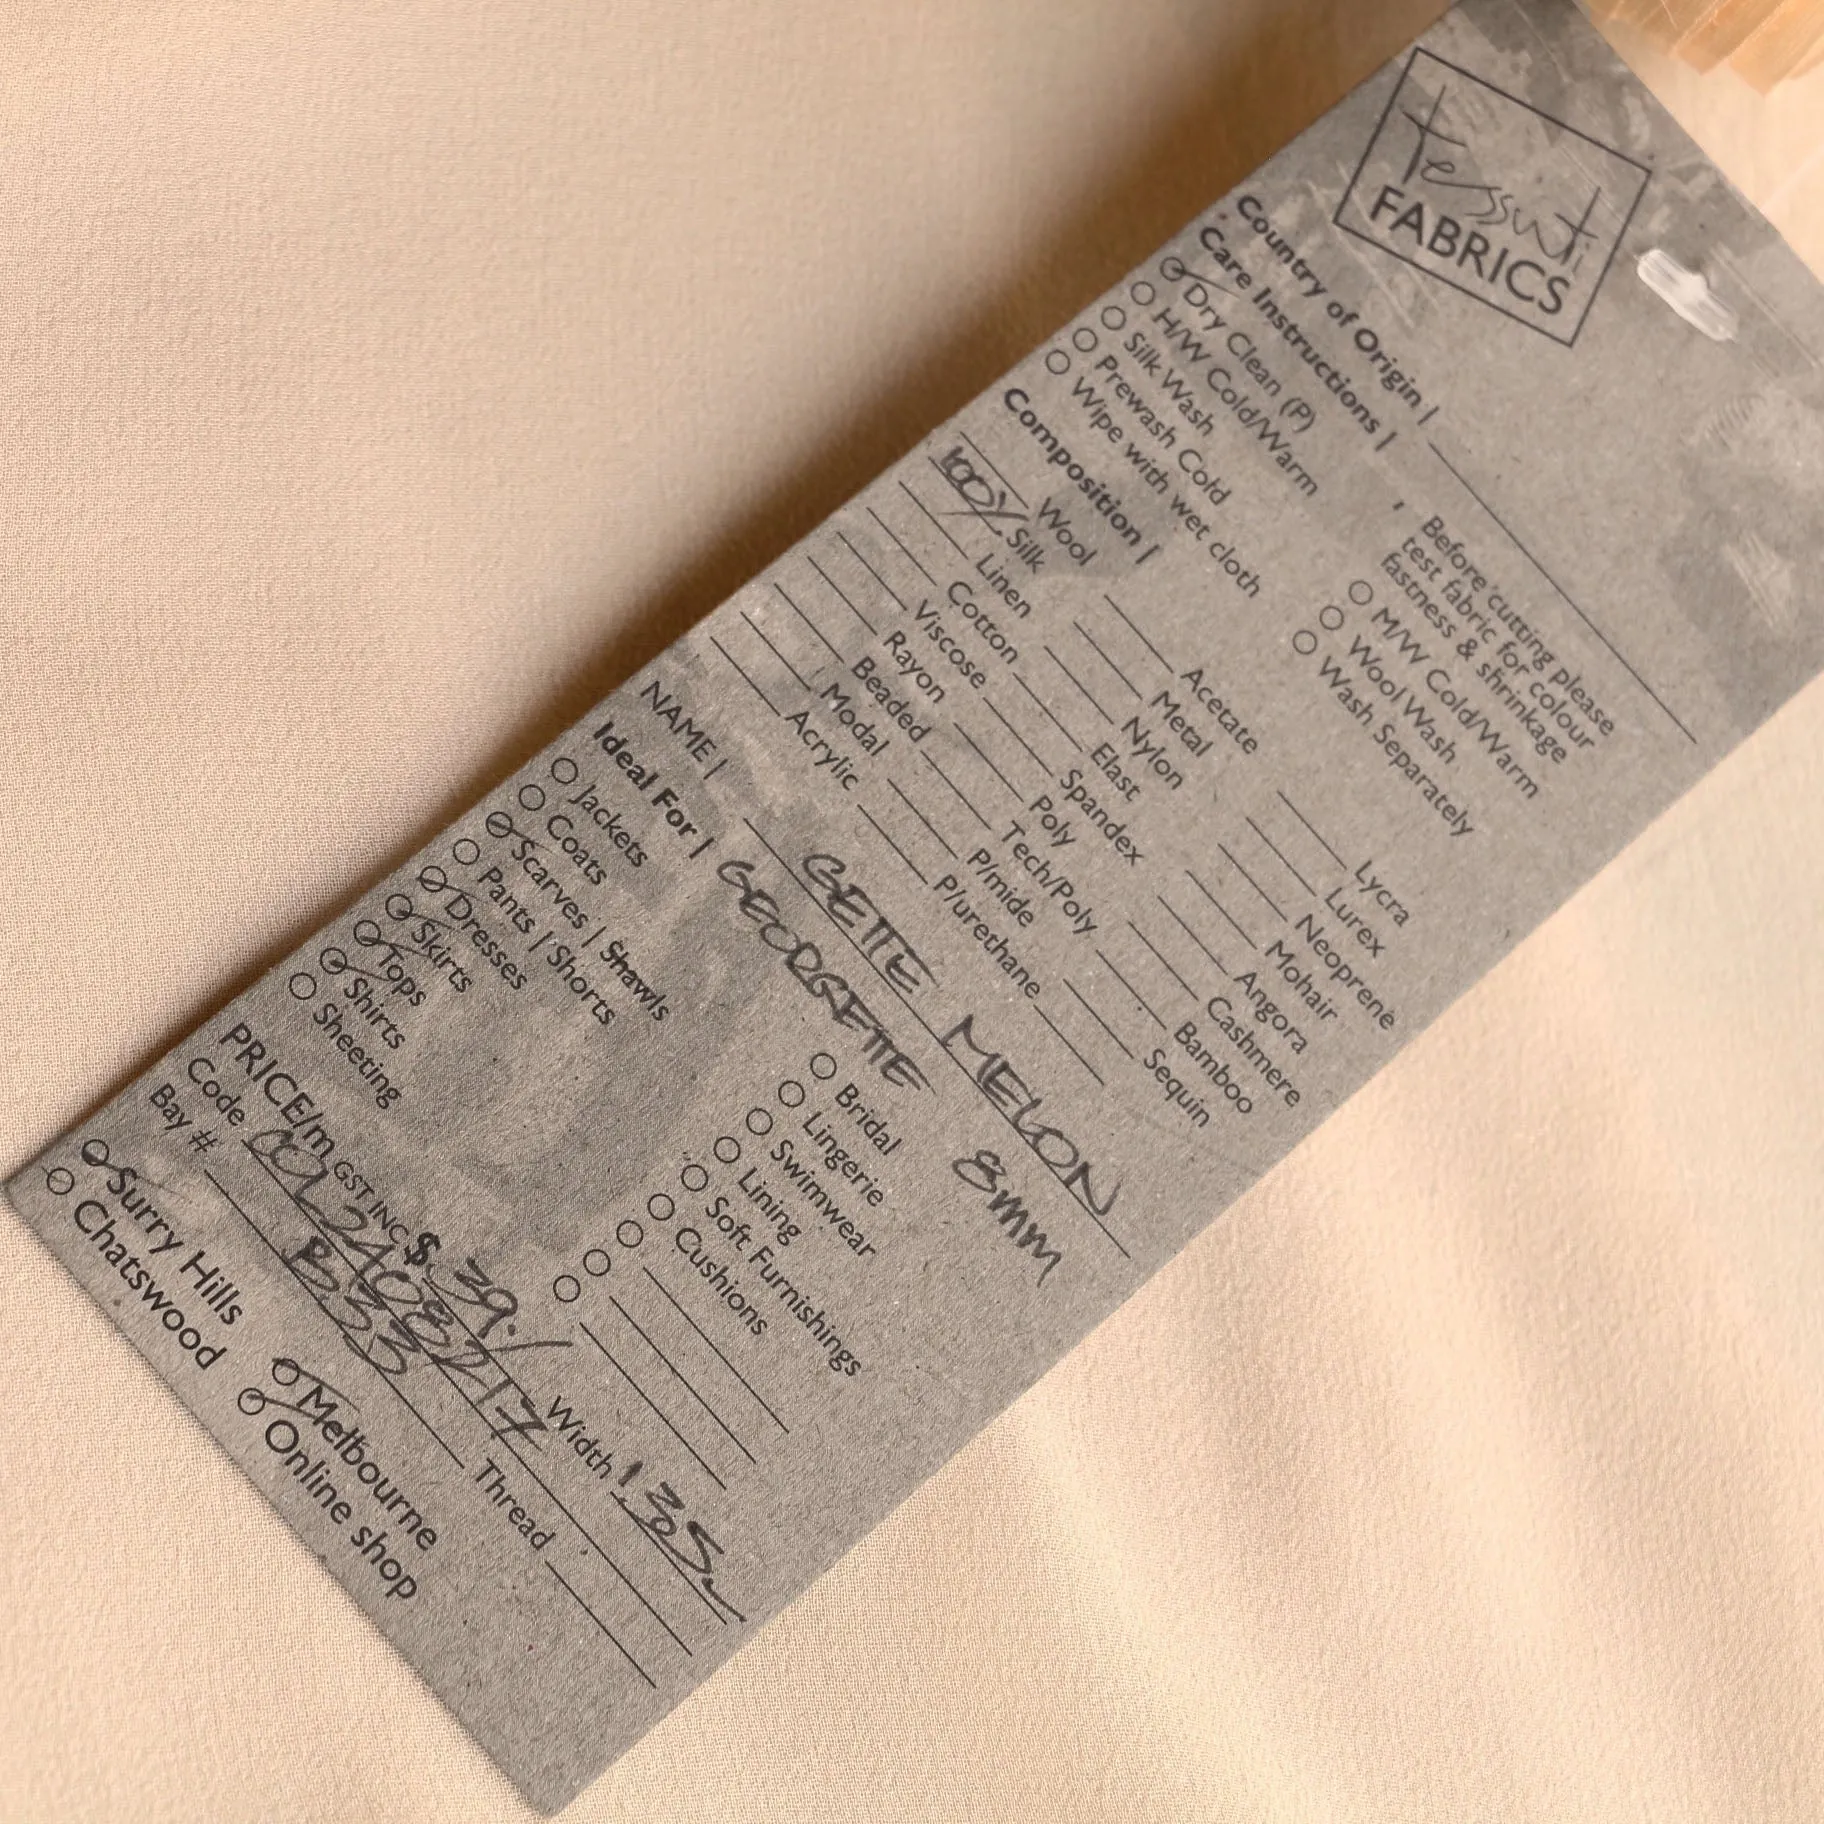 tessuti
FABRICS
Country of Origin |
Care Instructions |
Before cutting please
test fabric for colour
fastness & shrinkage
Dry Clean (P)
H/W Cold/Warm
M/W Cold/Warm
Silk Wash
Wool Wash
Prewash Cold
Wash Separately
Wipe with wet cloth
Composition |
Wool Acetate Lycra
100% Silk Metal Lurex
Linen Nylon Neoprene
Cotton Elast Mohair
Viscose Spandex Angora
Rayon Poly Cashmere
Beaded Tech/Poly Bamboo
Modal P/mide Sequin
Acrylic P/urethane
NAME | GETTE MELON
GEORGETTE 8mm
Ideal For |
Jackets Bridal
Coats Lingerie
Scarves | Shawls Swimwear
Pants | Shorts Lining
Dresses Soft Furnishings
Skirts Cushions
Tops
Shirts
Sheeting
PRICE/m GST INC $ 39./ Width 1.35
Code 2408217
Bay # B33 Thread
Surry Hills Melbourne
Chatswood Online shop